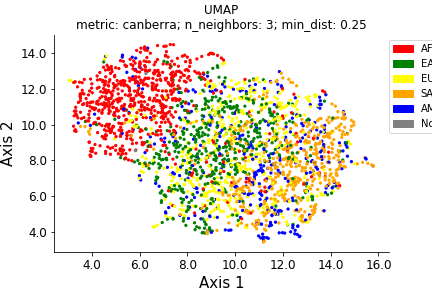 UMAP
metric: canberra; n_neighbors: 3; min_dist: 0.25
14.0
12.0
10.0
8.0
6.0
4.0
Axis 2
4.0 6.0 8.0 10.0 12.0 14.0 16.0
Axis 1
AF
EA
EU
SA
AM
No